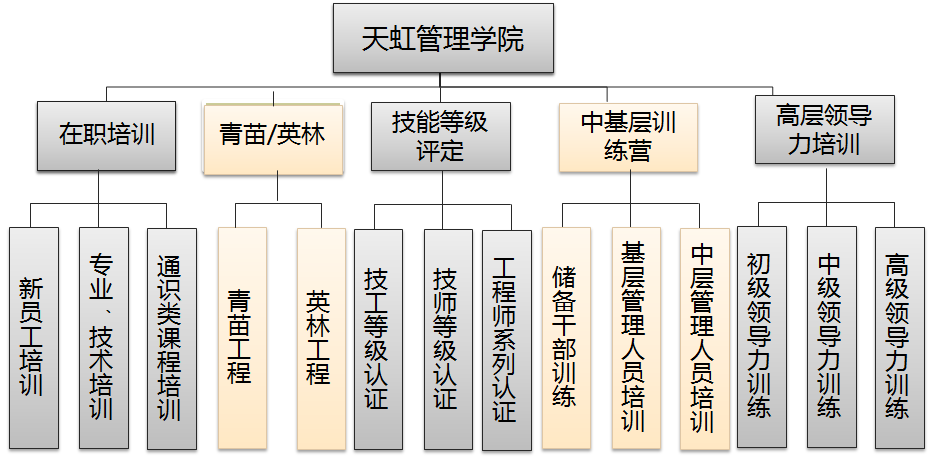 天虹管理学院
在职培训
青苗/英林
技能等级
评定
中基层训
练营
高层领导
力培训
新员工培训
专业、技术培训
通识类课程培训
青苗工程
英林工程
技工等级认证
技师等级认证
工程师系列认证
储备干部训练
基层管理人员培训
中层管理人员培训
初级领导力训练
中级领导力训练
高级领导力训练